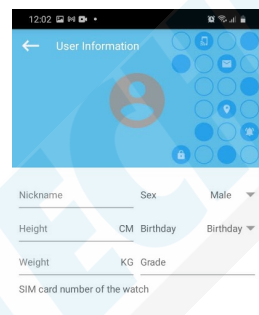 12:02
User Information
Nickname Sex Male
Height CM Birthday Birthday
Weight KG Grade
SIM card number of the watch